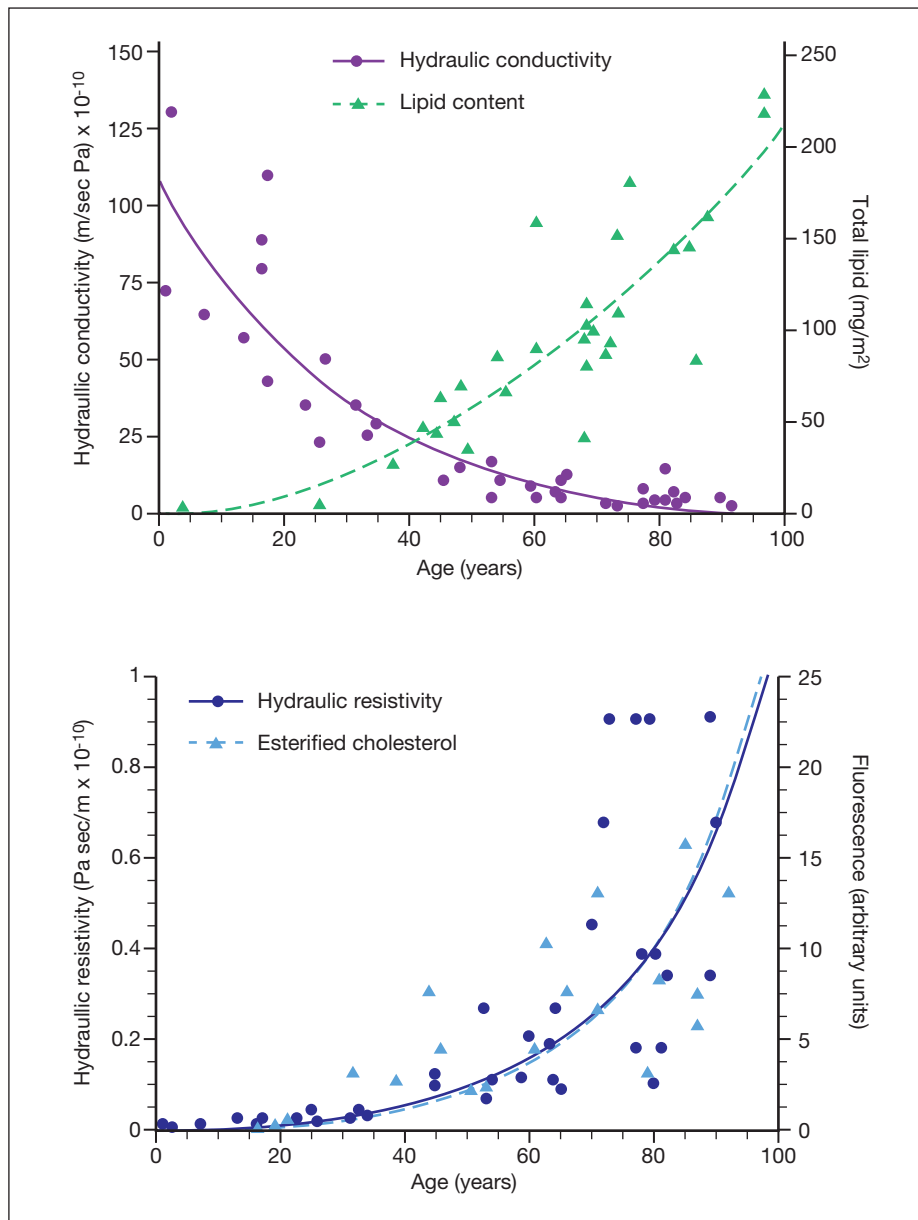 Hydraulic conductivity
Lipid content
Hydraullic conductivity (m/sec Pa) x 10-10
150
125
100
75
50
25
0
250
200
150
100
50
0
Total lipid (mg/m2)
0 20 40 60 80 100
Age (years)
Hydraulic resistivity
Esterified cholesterol
Hydraullic resistivity (Pa sec/m x 10-10)
1
0.8
0.6
0.4
0.2
0
25
20
15
10
5
0
Fluorescence (arbitrary units)
0 20 40 60 80 100
Age (years)